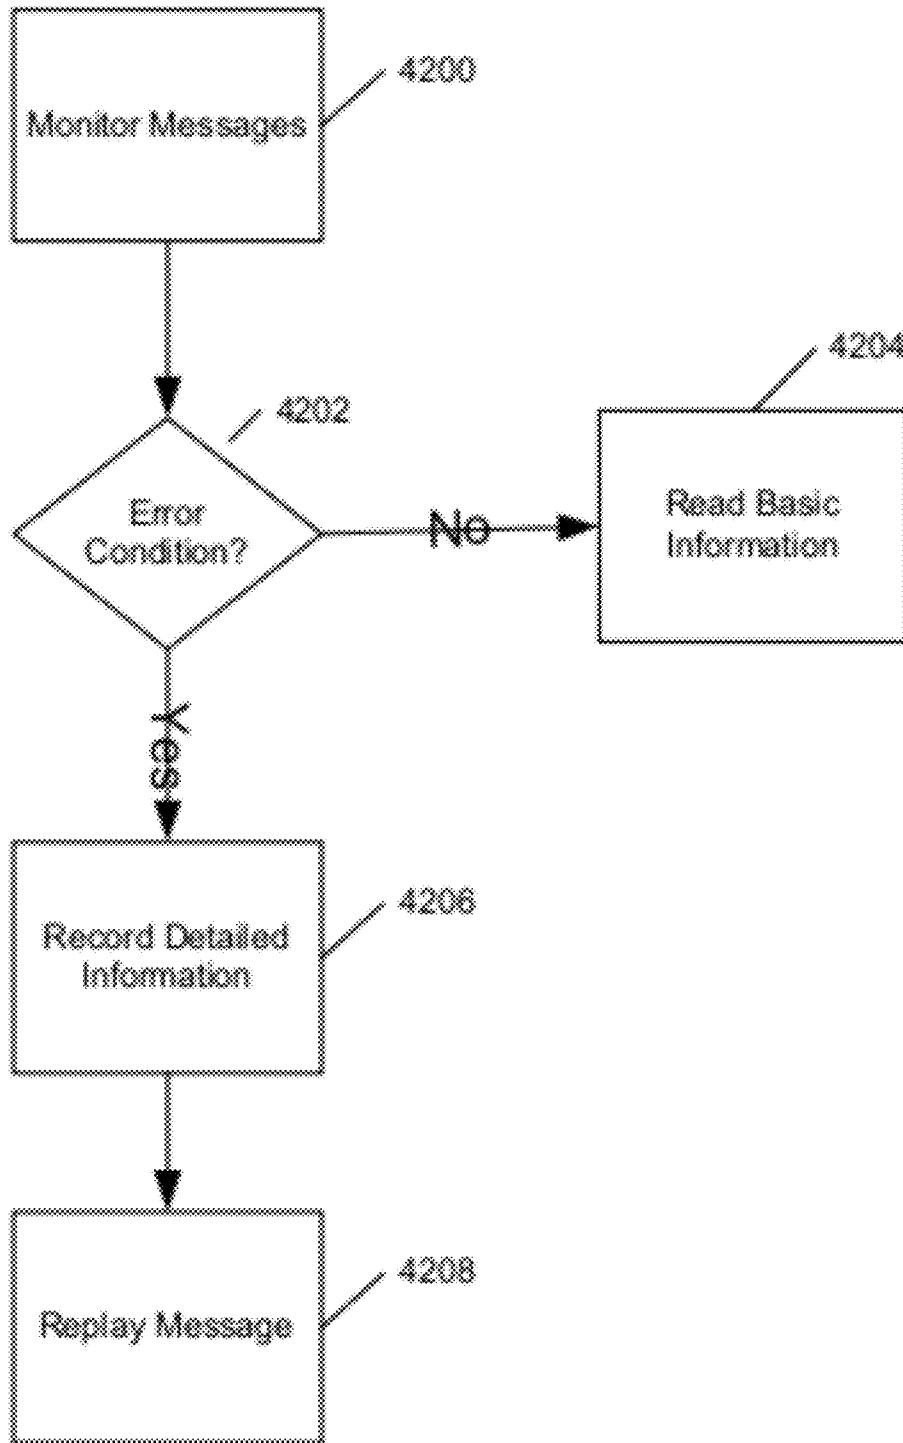 4200
Monitor Messages
4204
4202
Error
Condition?
No
Read Basic
Information
Yes
4206
Record Detailed
Information
4208
Replay Message